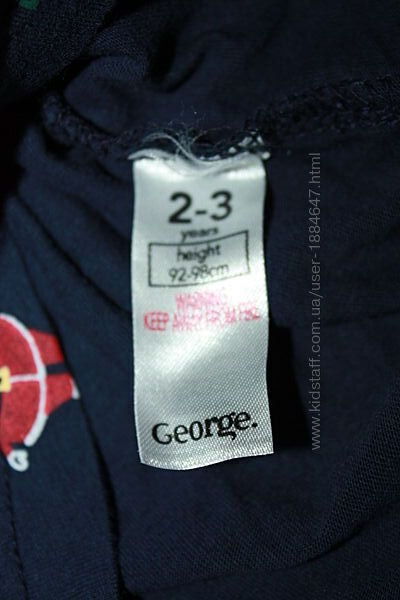 2-3
years
height
92-98cm
WARNING
KEEP AWAY FROM FIRE
George.
www.kidstaff.com.ua/user-1884647.html